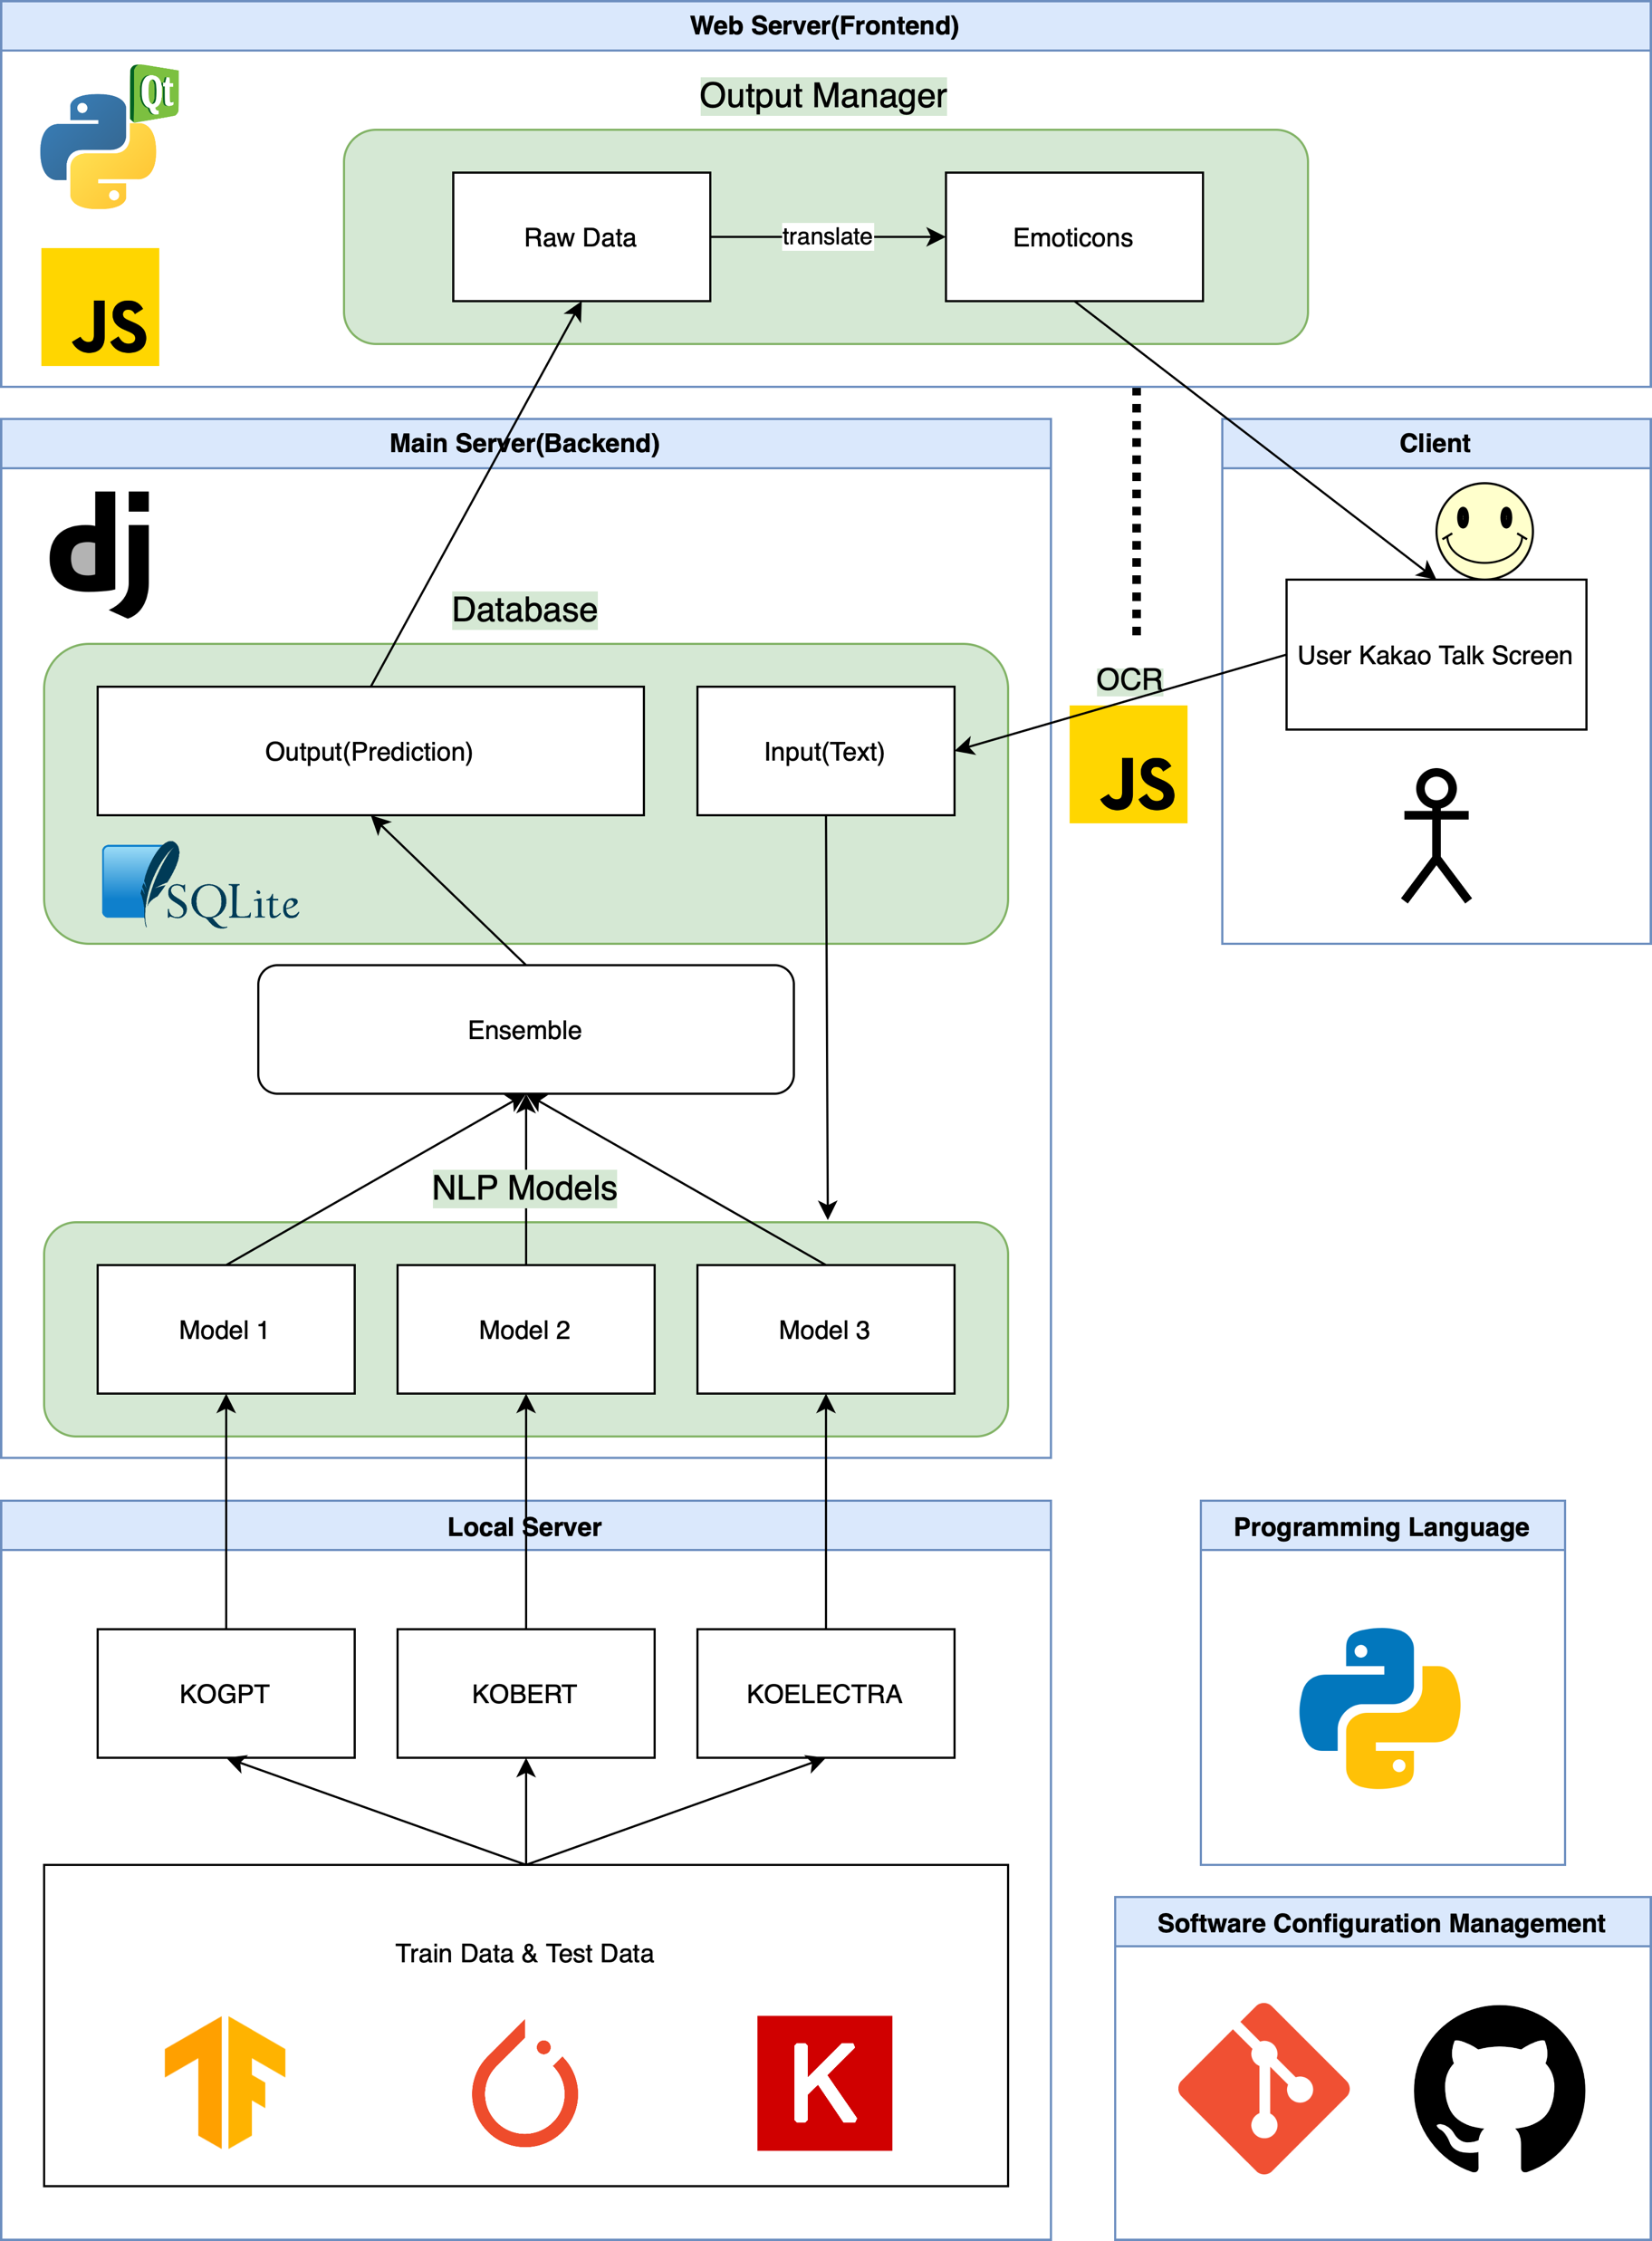 Web Server(Frontend)
Qt
Output Manager
Raw Data
translate
Emoticons
JS
Main Server(Backend)
Client
dj
Database
User Kakao Talk Screen
OCR
Output(Prediction)
Input(Text)
JS
SQLite
Ensemble
NLP Models
Model 1
Model 2
Model 3
Local Server
Programming Language
KOGPT
KOBERT
KOELECTRA
Software Configuration Management
Train Data & Test Data
K